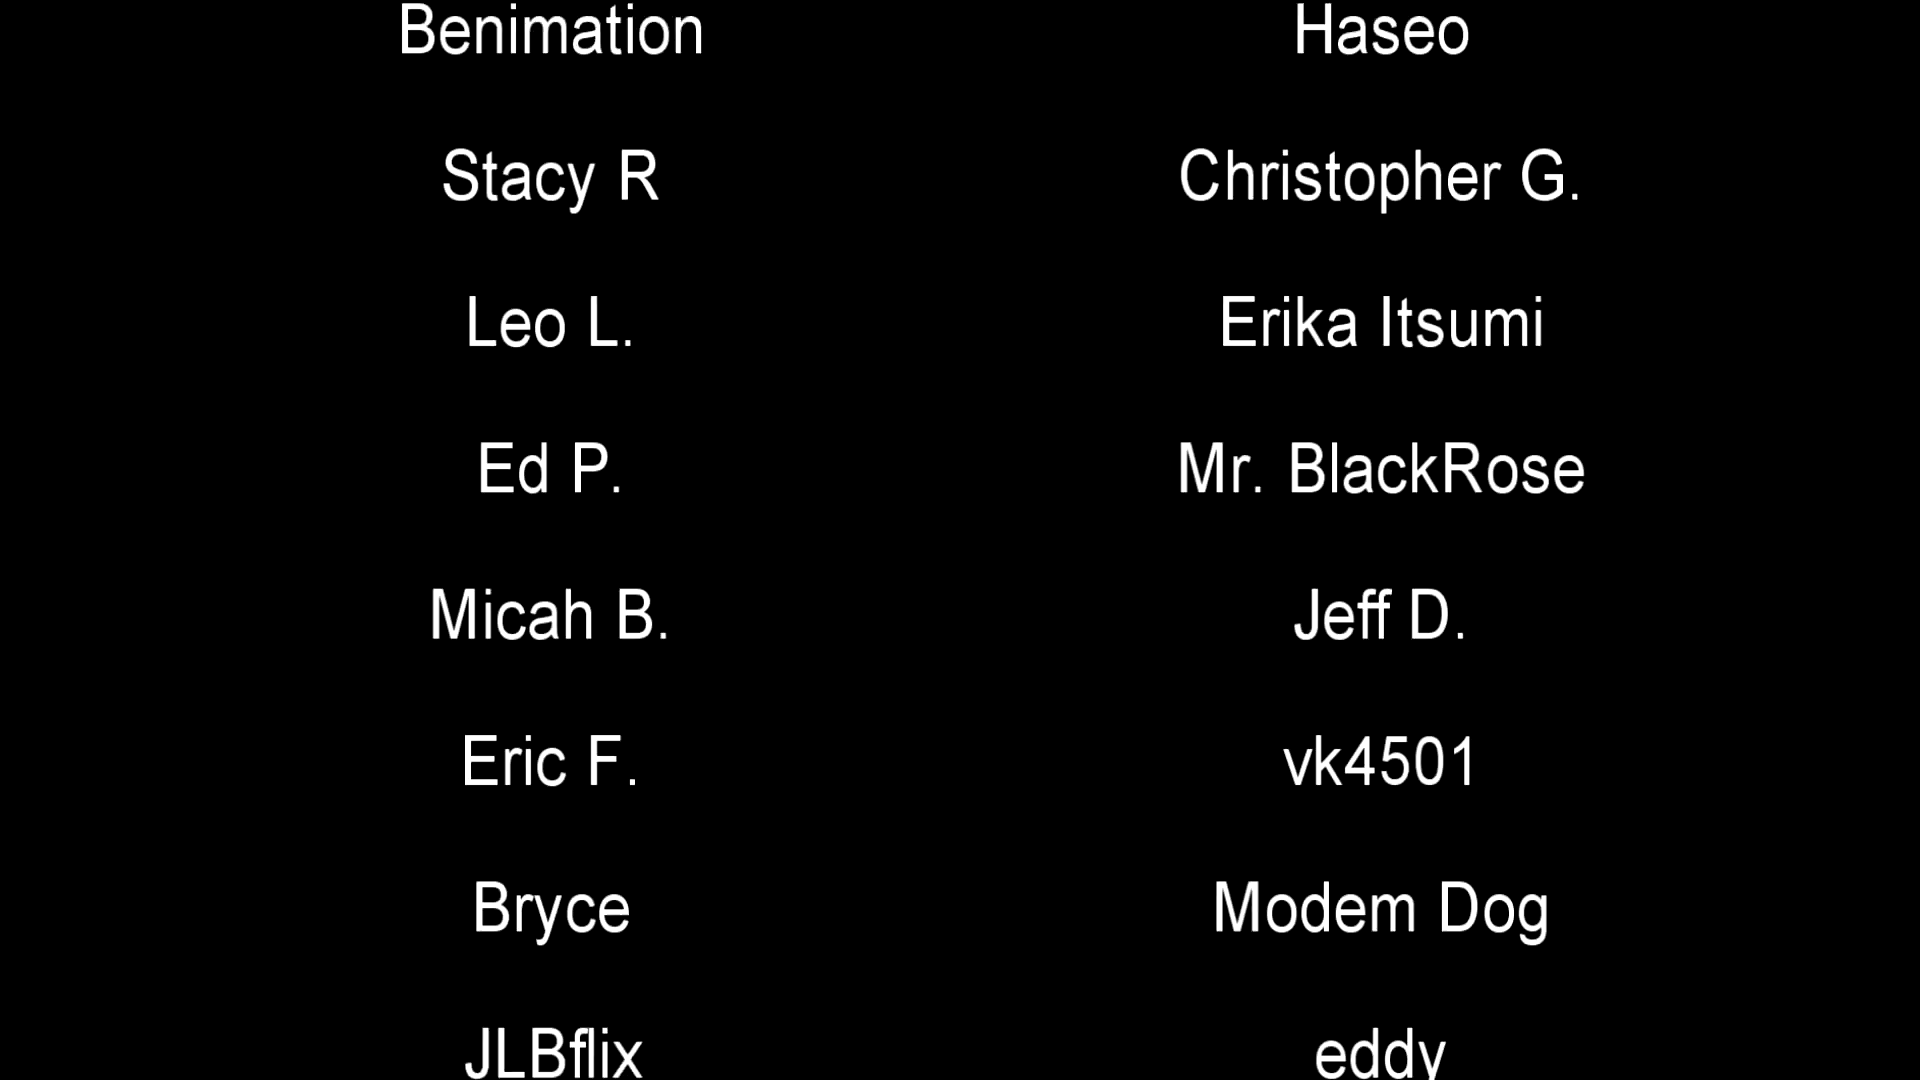 Benimation
Haseo
Stacy R
Christopher G.
Leo L.
Erika Itsumi
Ed P.
Mr. BlackRose
Micah B.
Jeff D.
Eric F.
vk4501
Bryce
Modem Dog
JLBflix
eddy